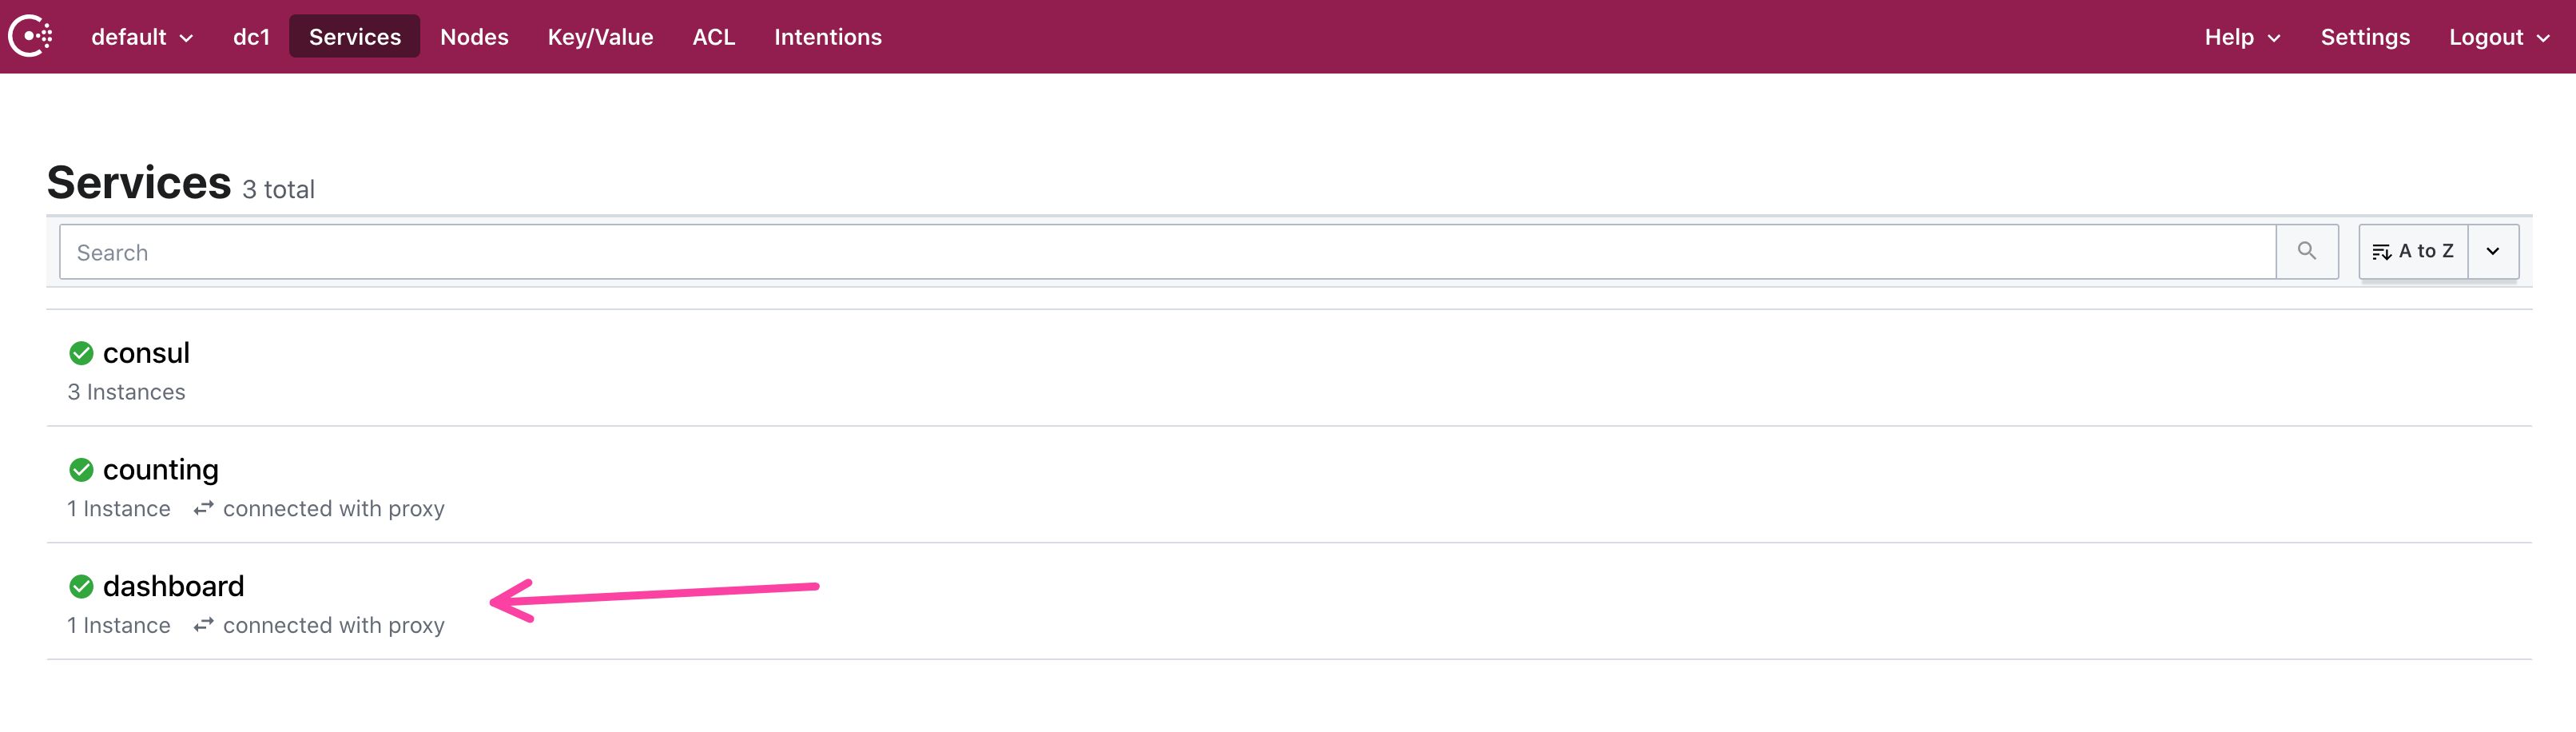 default dc1 Services Nodes Key/Value ACL Intentions Help Settings Logout
Services 3 total
Search A to Z
consul
3 Instances
counting
1 Instance connected with proxy
dashboard
1 Instance connected with proxy